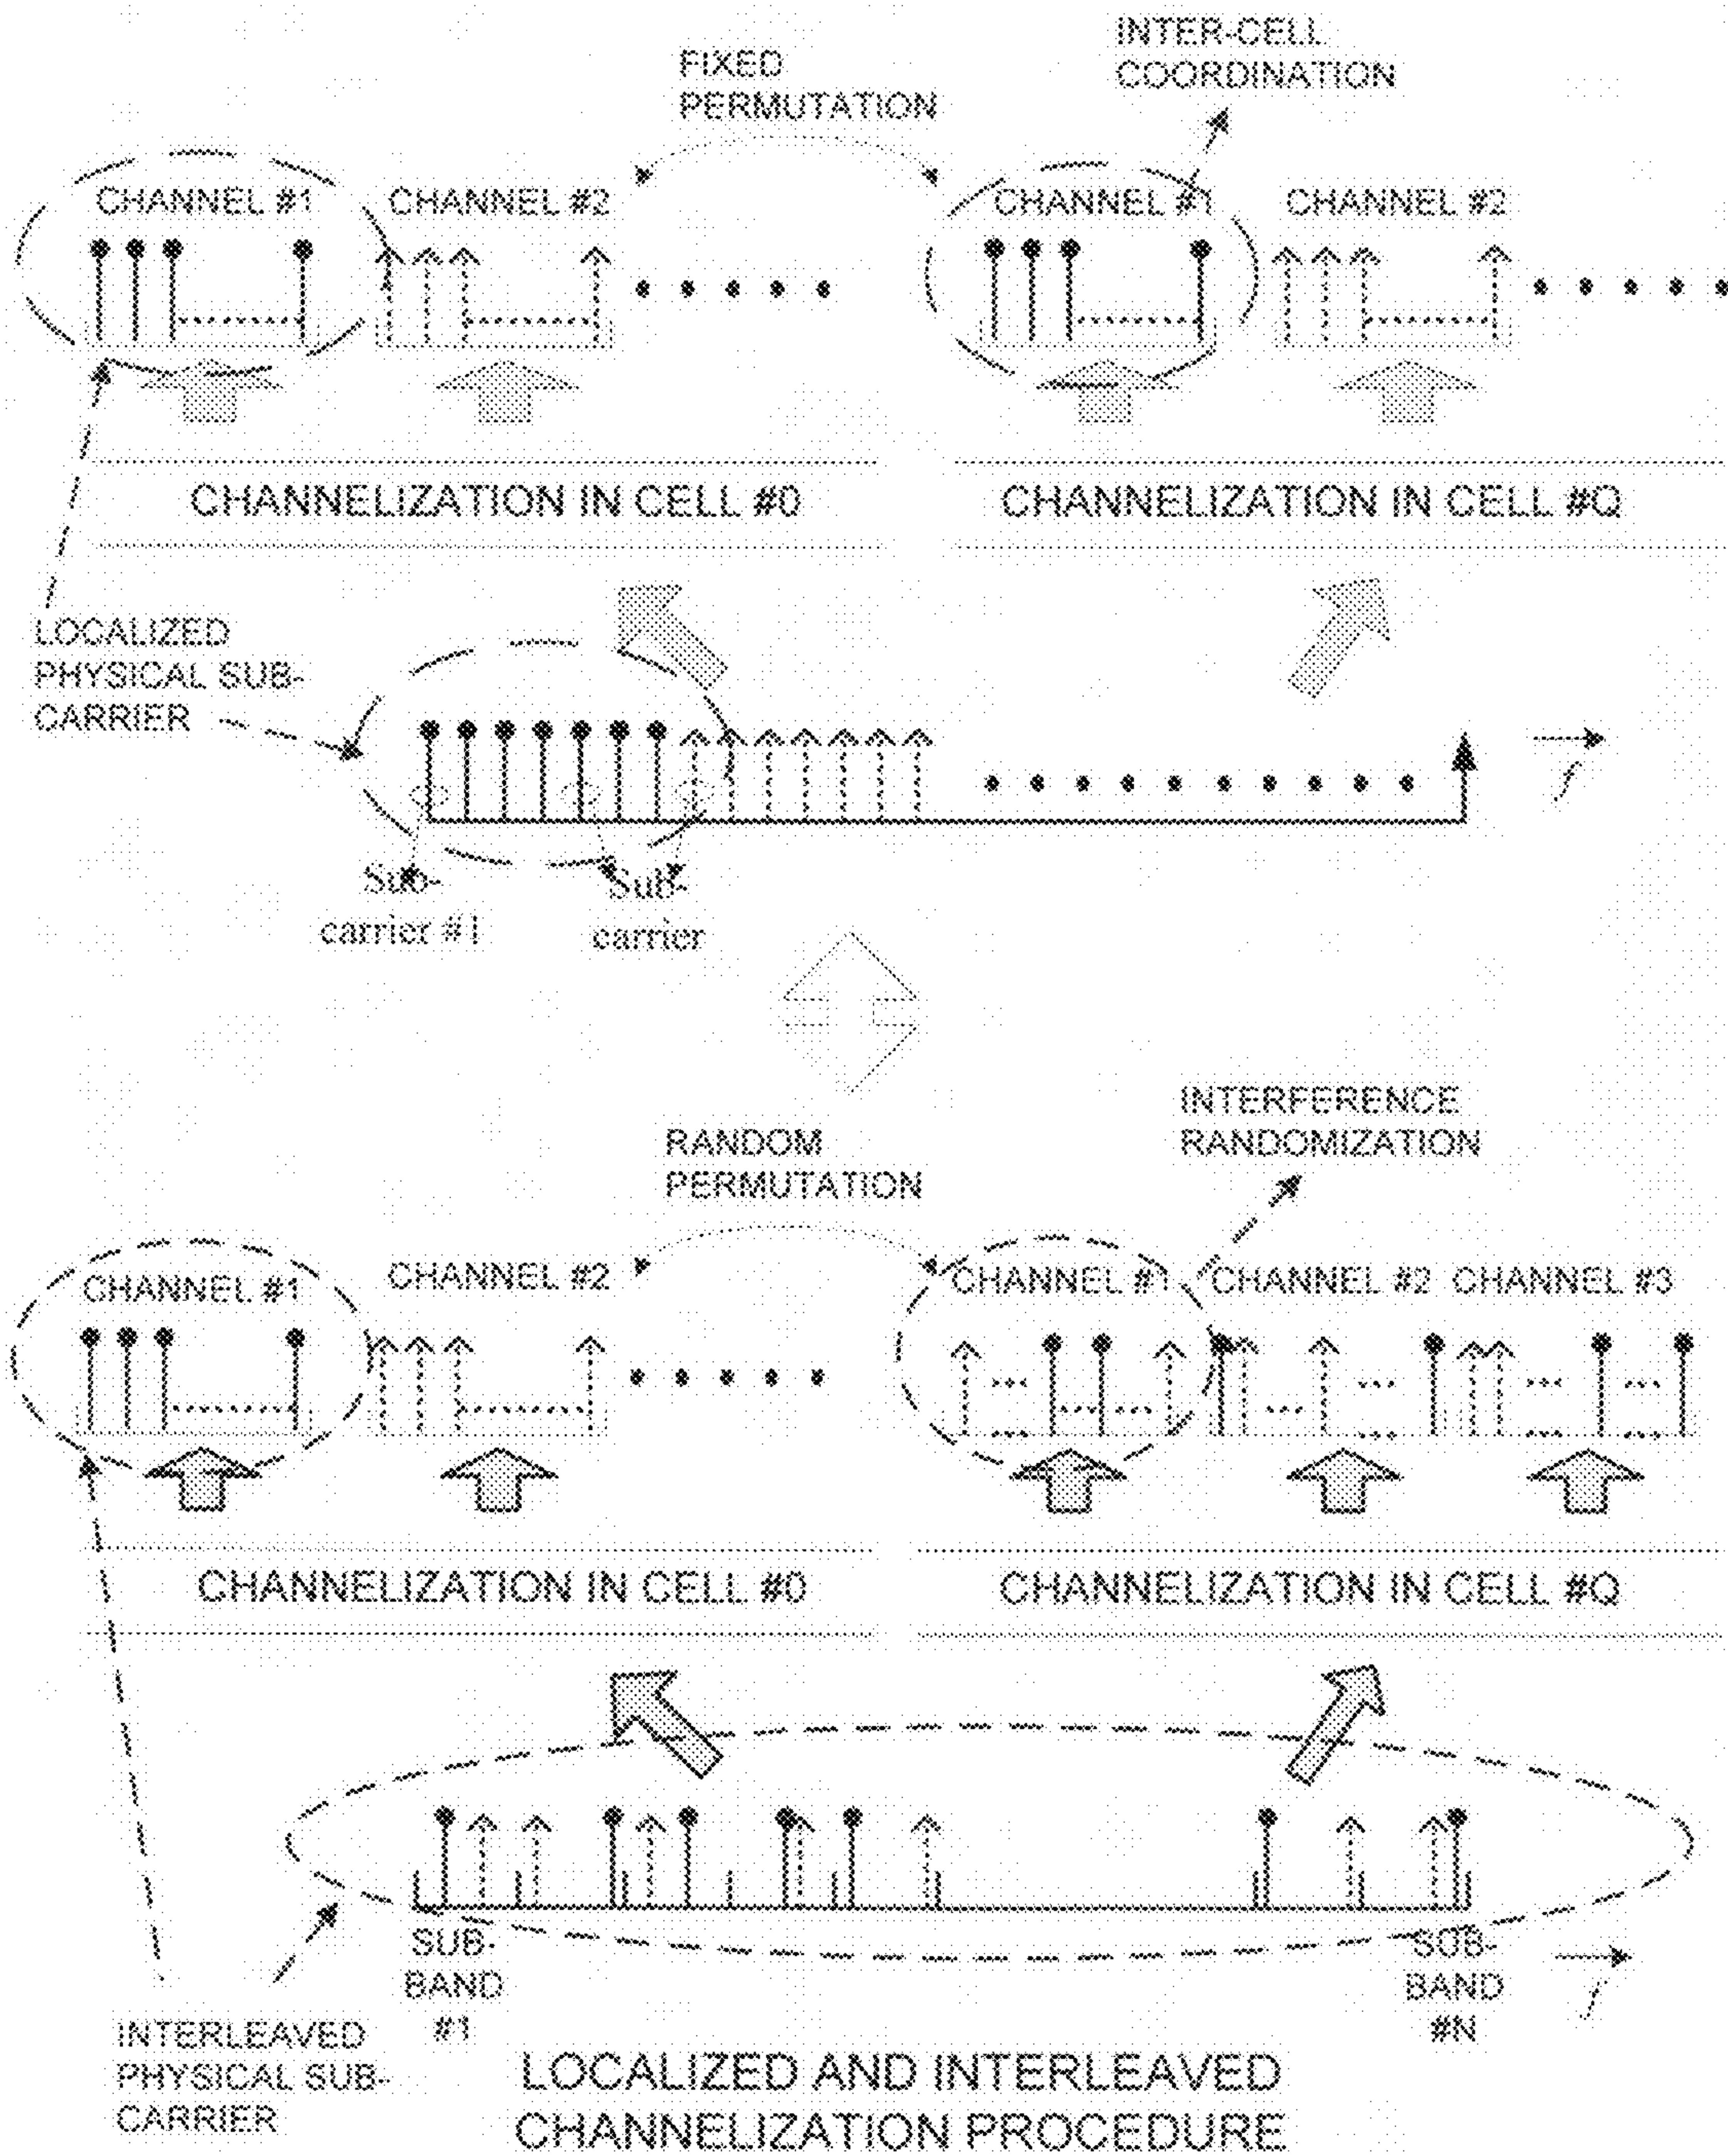 INTER-CELL
COORDINATION
FIXED
PERMUTATION
CHANNEL #1
CHANNEL #2
CHANNEL #1
CHANNEL #2
CHANNELIZATION IN CELL #0
CHANNELIZATION IN CELL #Q
LOCALIZED
PHYSICAL SUB-
CARRIER
f
Sub-
carrier #1
Sub-
carrier
INTERFERENCE
RANDOMIZATION
RANDOM
PERMUTATION
CHANNEL #1
CHANNEL #2
CHANNEL #1
CHANNEL #2
CHANNEL #3
CHANNELIZATION IN CELL #0
CHANNELIZATION IN CELL #Q
SUB-
BAND
#1
SUB-
BAND
#N
f
INTERLEAVED
PHYSICAL SUB-
CARRIER
LOCALIZED AND INTERLEAVED
CHANNELIZATION PROCEDURE